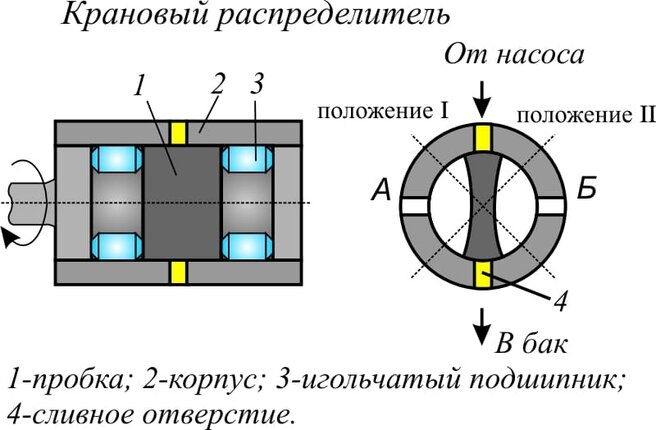 Крановый распределитель
От насоса
1
2
3
положение I
положение II
А
Б
4
В бак
1-пробка; 2-корпус; 3-игольчатый подшипник;
4-сливное отверстие.